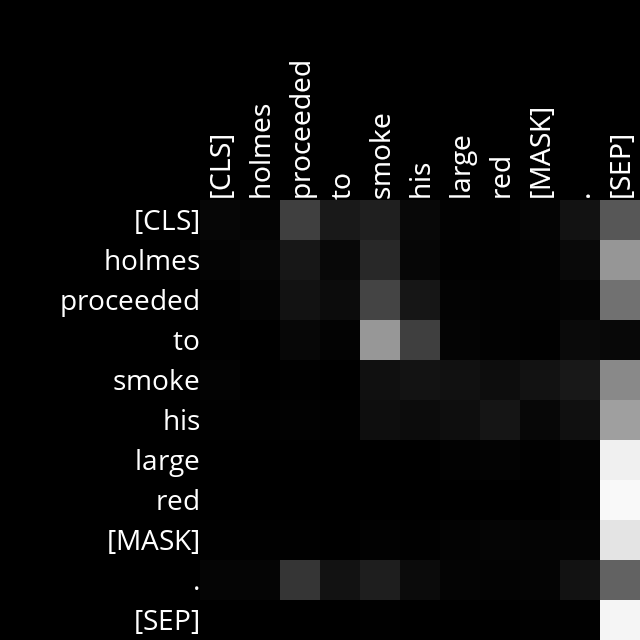 [CLS] holmes proceeded to smoke his large red [MASK] . [SEP]
[CLS]
holmes
proceeded
to
smoke
his
large
red
[MASK]
.
[SEP]